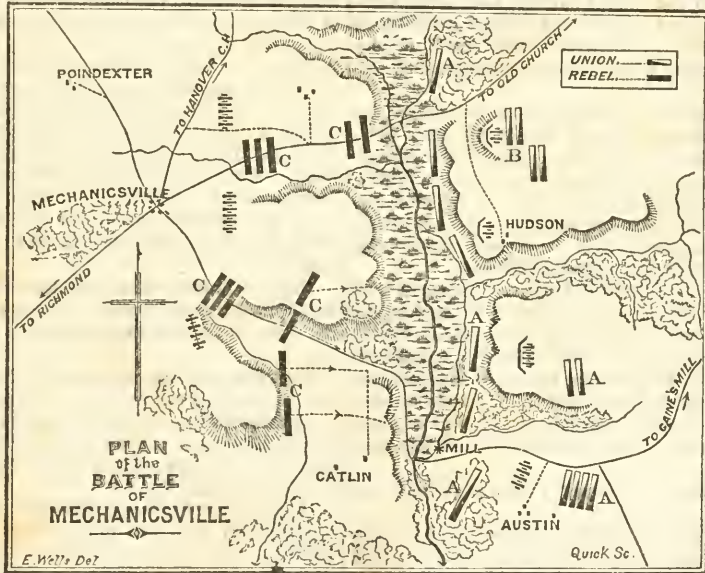 POINDEXTER
TO HANOVER C.H
A
TO OLD CHURCH
UNION
REBEL
C
C
B
MECHANICSVILLE
HUDSON
TO RICHMOND
C
C
A
C
A
TO GAINES MILL
PLAN
of the
BATTLE
OF
MECHANICSVILLE
CATLIN
MILL
A
AUSTIN
A
E. Wells Del
Quick Sc.